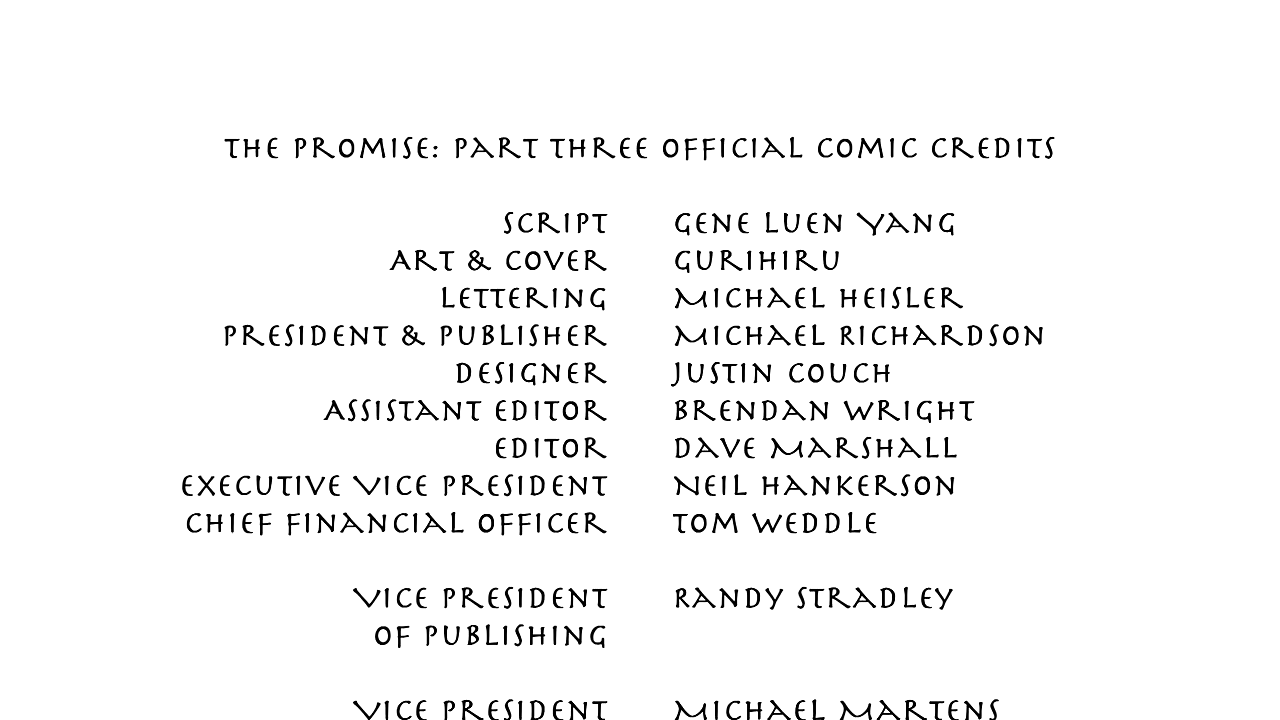 THE PROMISE: PART THREE OFFICIAL COMIC CREDITS
SCRIPT GENE LUEN YANG
ART & COVER GURIHIRU
LETTERING MICHAEL HEISLER
PRESIDENT & PUBLISHER MICHAEL RICHARDSON
DESIGNER JUSTIN COUCH
ASSISTANT EDITOR BRENDAN WRIGHT
EDITOR DAVE MARSHALL
EXECUTIVE VICE PRESIDENT NEIL HANKERSON
CHIEF FINANCIAL OFFICER TOM WEDDLE
VICE PRESIDENT RANDY STRADLEY
OF PUBLISHING
VICE PRESIDENT MICHAEL MARTENS